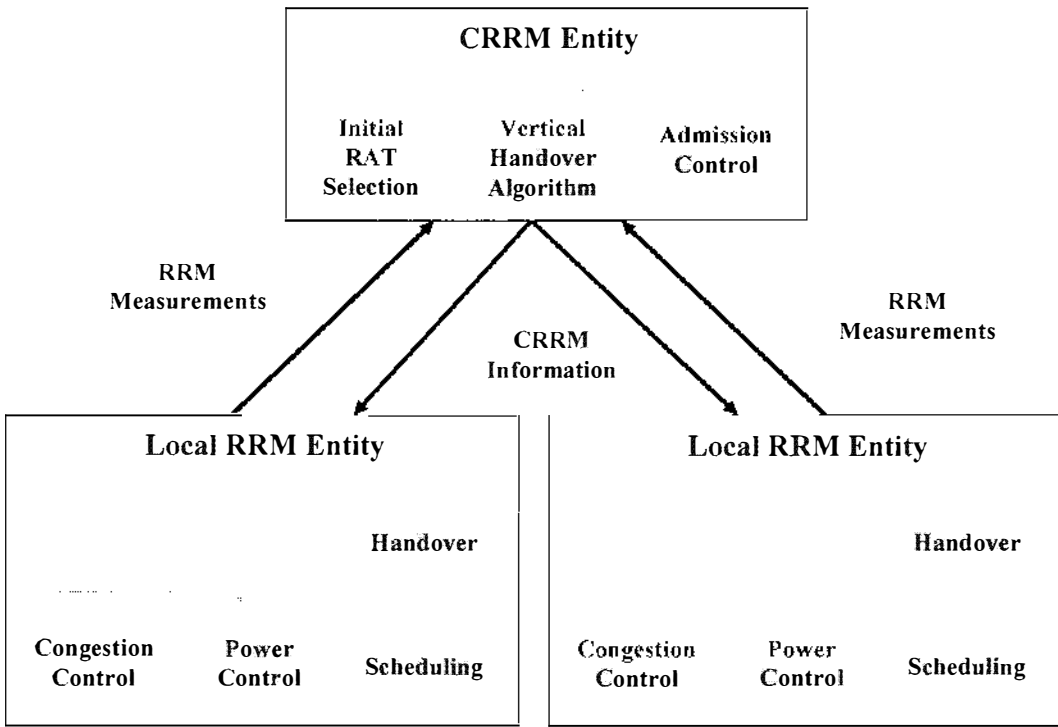 CRRM Entity
Initial
RAT
Selection
Vertical
Handover
Algorithm
Admission
Control
RRM
Measurements
CRRM
Information
RRM
Measurements
Local RRM Entity
Handover
Congestion
Control
Power
Control
Scheduling
Local RRM Entity
Handover
Congestion
Control
Power
Control
Scheduling